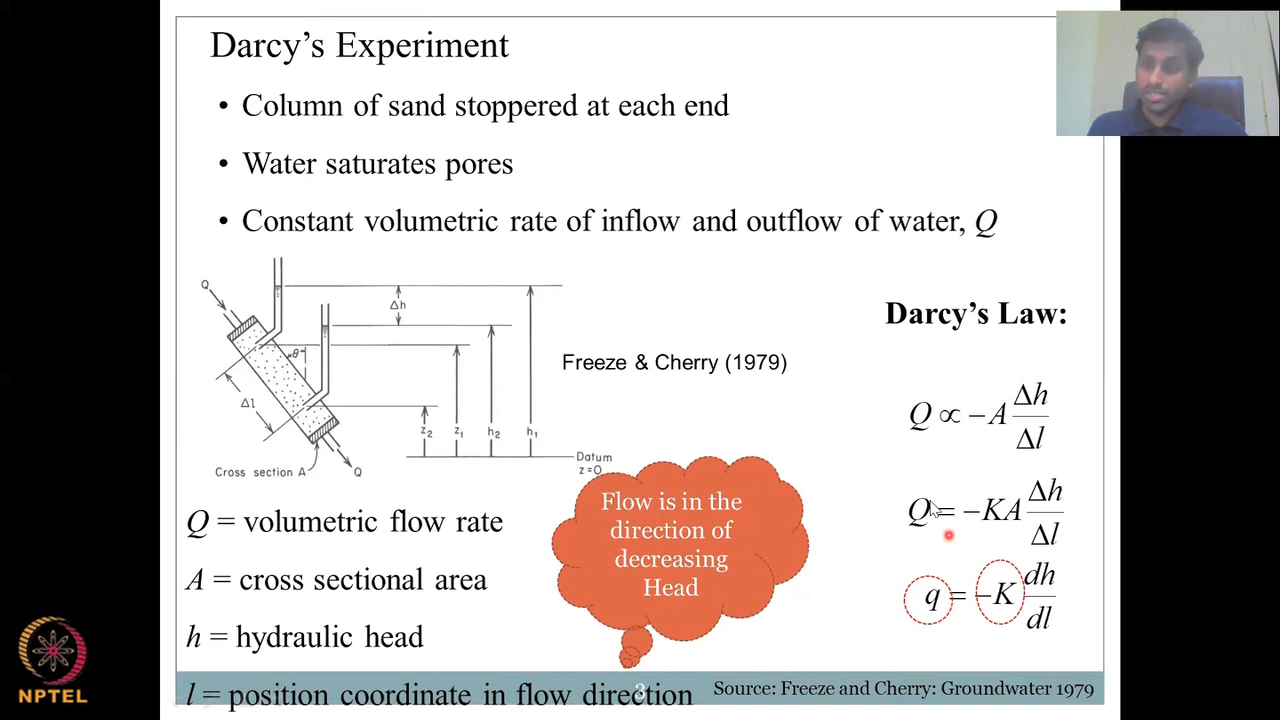 Darcy's Experiment
• Column of sand stoppered at each end
• Water saturates pores
• Constant volumetric rate of inflow and outflow of water, Q
Q
Δh
θ
Δl
z₂
z₁
h₂
h₁
Cross section A
Q
Datum
z=0
Freeze & Cherry (1979)
Darcy's Law:
Q ∝ −A Δh/Δl
Q = −KA Δh/Δl
q = −K dh/dl
Flow is in the
direction of
decreasing
Head
Q = volumetric flow rate
A = cross sectional area
h = hydraulic head
l = position coordinate in flow direction
3
Source: Freeze and Cherry: Groundwater 1979
NPTEL